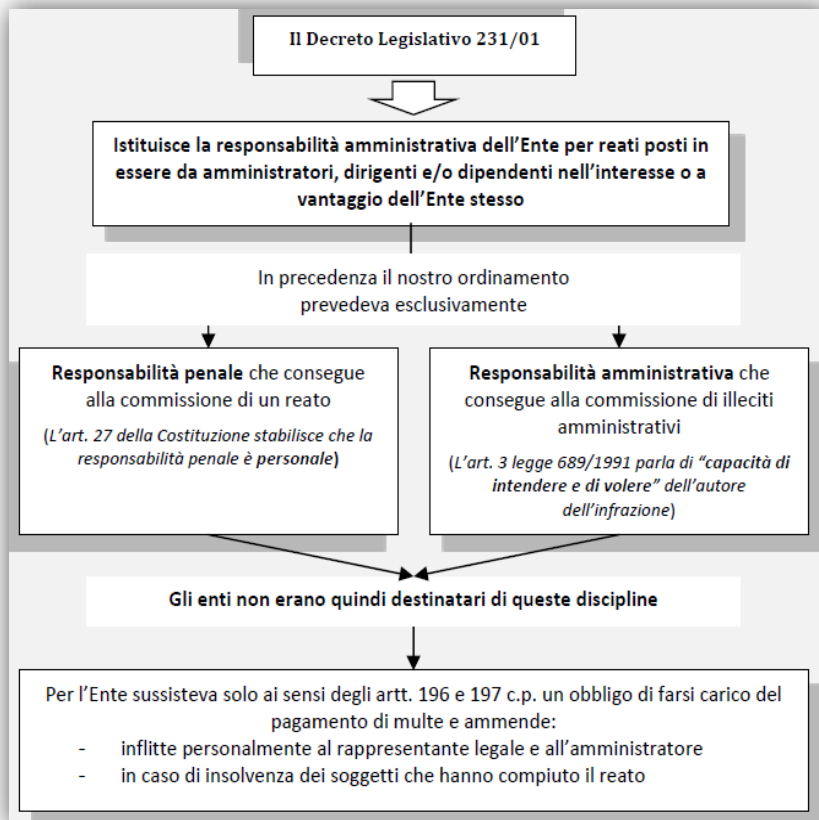 Il Decreto Legislativo 231/01
Istituisce la responsabilità amministrativa dell'Ente per reati posti in
essere da amministratori, dirigenti e/o dipendenti nell'interesse o a
vantaggio dell'Ente stesso
In precedenza il nostro ordinamento
prevedeva esclusivamente
Responsabilità penale che consegue
alla commissione di un reato
(L'art. 27 della Costituzione stabilisce che la
responsabilità penale è personale)
Responsabilità amministrativa che
consegue alla commissione di illeciti
amministrativi
(L'art. 3 legge 689/1991 parla di “capacità di
intendere e di volere” dell'autore
dell'infrazione)
Gli enti non erano quindi destinatari di queste discipline
Per l'Ente sussisteva solo ai sensi degli artt. 196 e 197 c.p. un obbligo di farsi carico del
pagamento di multe e ammende:
- inflitte personalmente al rappresentante legale e all'amministratore
- in caso di insolvenza dei soggetti che hanno compiuto il reato